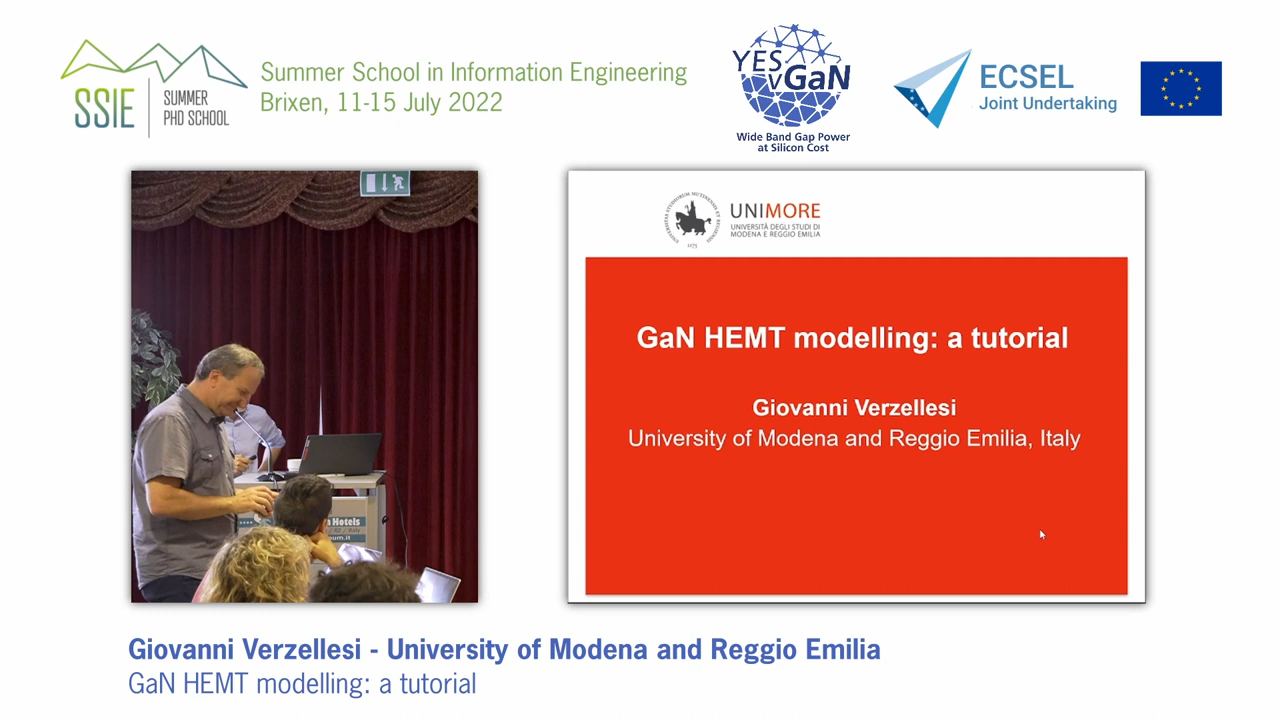 SSIE
SUMMER
PHD SCHOOL
Summer School in Information Engineering
Brixen, 11-15 July 2022
YES
vGaN
Wide Band Gap Power
at Silicon Cost
ECSEL
Joint Undertaking
UNIMORE
UNIVERSITÀ DEGLI STUDI DI
MODENA E REGGIO EMILIA
1175
GaN HEMT modelling: a tutorial
Giovanni Verzellesi
University of Modena and Reggio Emilia, Italy
Hotels
Giovanni Verzellesi - University of Modena and Reggio Emilia
GaN HEMT modelling: a tutorial